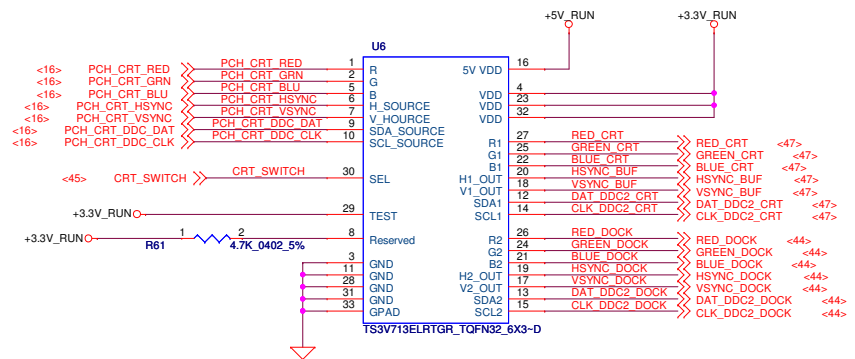 +5V_RUN +3.3V_RUN
U6
<16> PCH_CRT_RED PCH_CRT_RED 1 R 5V VDD 16
<16> PCH_CRT_GRN PCH_CRT_GRN 2 G
<16> PCH_CRT_BLU PCH_CRT_BLU 5 B VDD 4
<16> PCH_CRT_HSYNC PCH_CRT_HSYNC 6 H_SOURCE VDD 23
<16> PCH_CRT_VSYNC PCH_CRT_VSYNC 7 V_HOURCE VDD 32
<16> PCH_CRT_DDC_DAT PCH_CRT_DDC_DAT 9 SDA_SOURCE
<16> PCH_CRT_DDC_CLK PCH_CRT_DDC_CLK 10 SCL_SOURCE R1 27 RED_CRT RED_CRT <47>
G1 25 GREEN_CRT GREEN_CRT <47>
B1 22 BLUE_CRT BLUE_CRT <47>
<45> CRT_SWITCH CRT_SWITCH 30 SEL H1_OUT 20 HSYNC_BUF HSYNC_BUF <47>
V1_OUT 18 VSYNC_BUF VSYNC_BUF <47>
SDA1 12 DAT_DDC2_CRT DAT_DDC2_CRT <47>
+3.3V_RUN 29 TEST SCL1 14 CLK_DDC2_CRT CLK_DDC2_CRT <47>
+3.3V_RUN 1 2 8 Reserved R2 26 RED_DOCK RED_DOCK <44>
R61 4.7K_0402_5% G2 24 GREEN_DOCK GREEN_DOCK <44>
3 GND B2 21 BLUE_DOCK BLUE_DOCK <44>
11 GND H2_OUT 19 HSYNC_DOCK HSYNC_DOCK <44>
28 GND V2_OUT 17 VSYNC_DOCK VSYNC_DOCK <44>
31 GND SDA2 13 DAT_DDC2_DOCK DAT_DDC2_DOCK <44>
33 GPAD SCL2 15 CLK_DDC2_DOCK CLK_DDC2_DOCK <44>
TS3V713ELRTGR_TQFN32_6X3~D